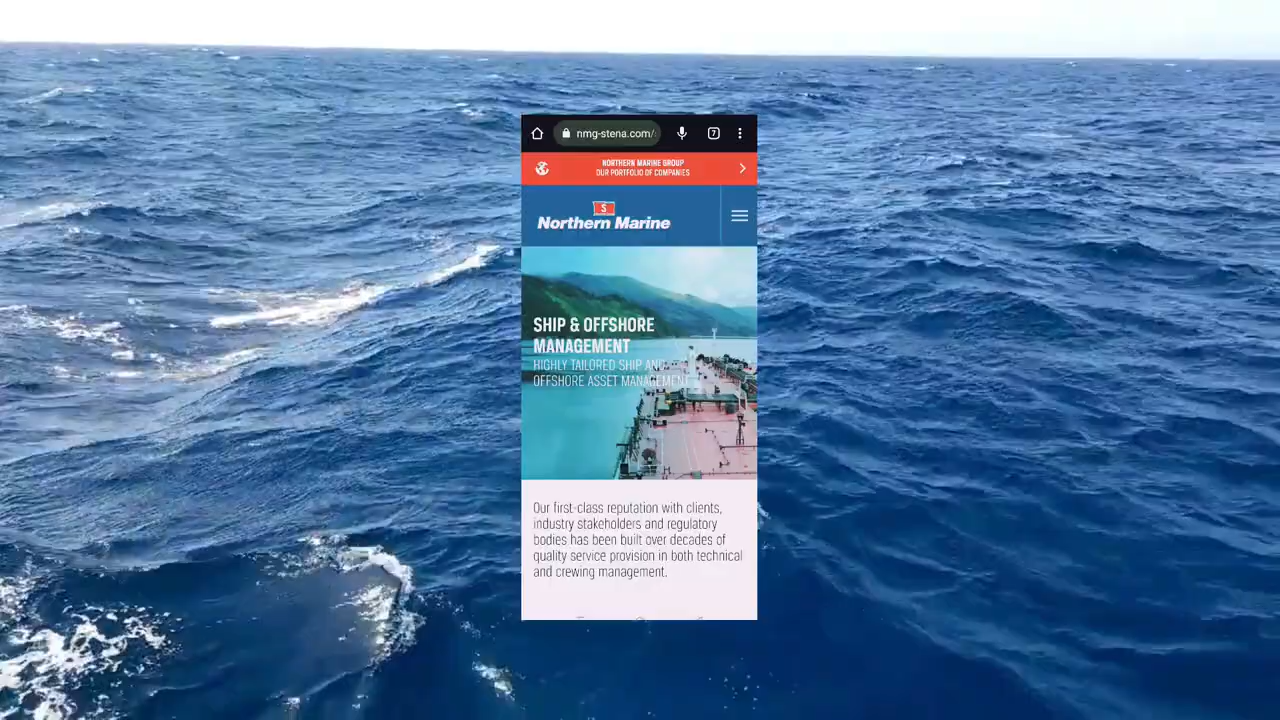 nmg-stena.com/
7
NORTHERN MARINE GROUP
OUR PORTFOLIO OF COMPANIES
S
Northern Marine
SHIP & OFFSHORE
MANAGEMENT
HIGHLY TAILORED SHIP AND
OFFSHORE ASSET MANAGEMENT
Our first-class reputation with clients,
industry stakeholders and regulatory
bodies has been built over decades of
quality service provision in both technical
and crewing management.